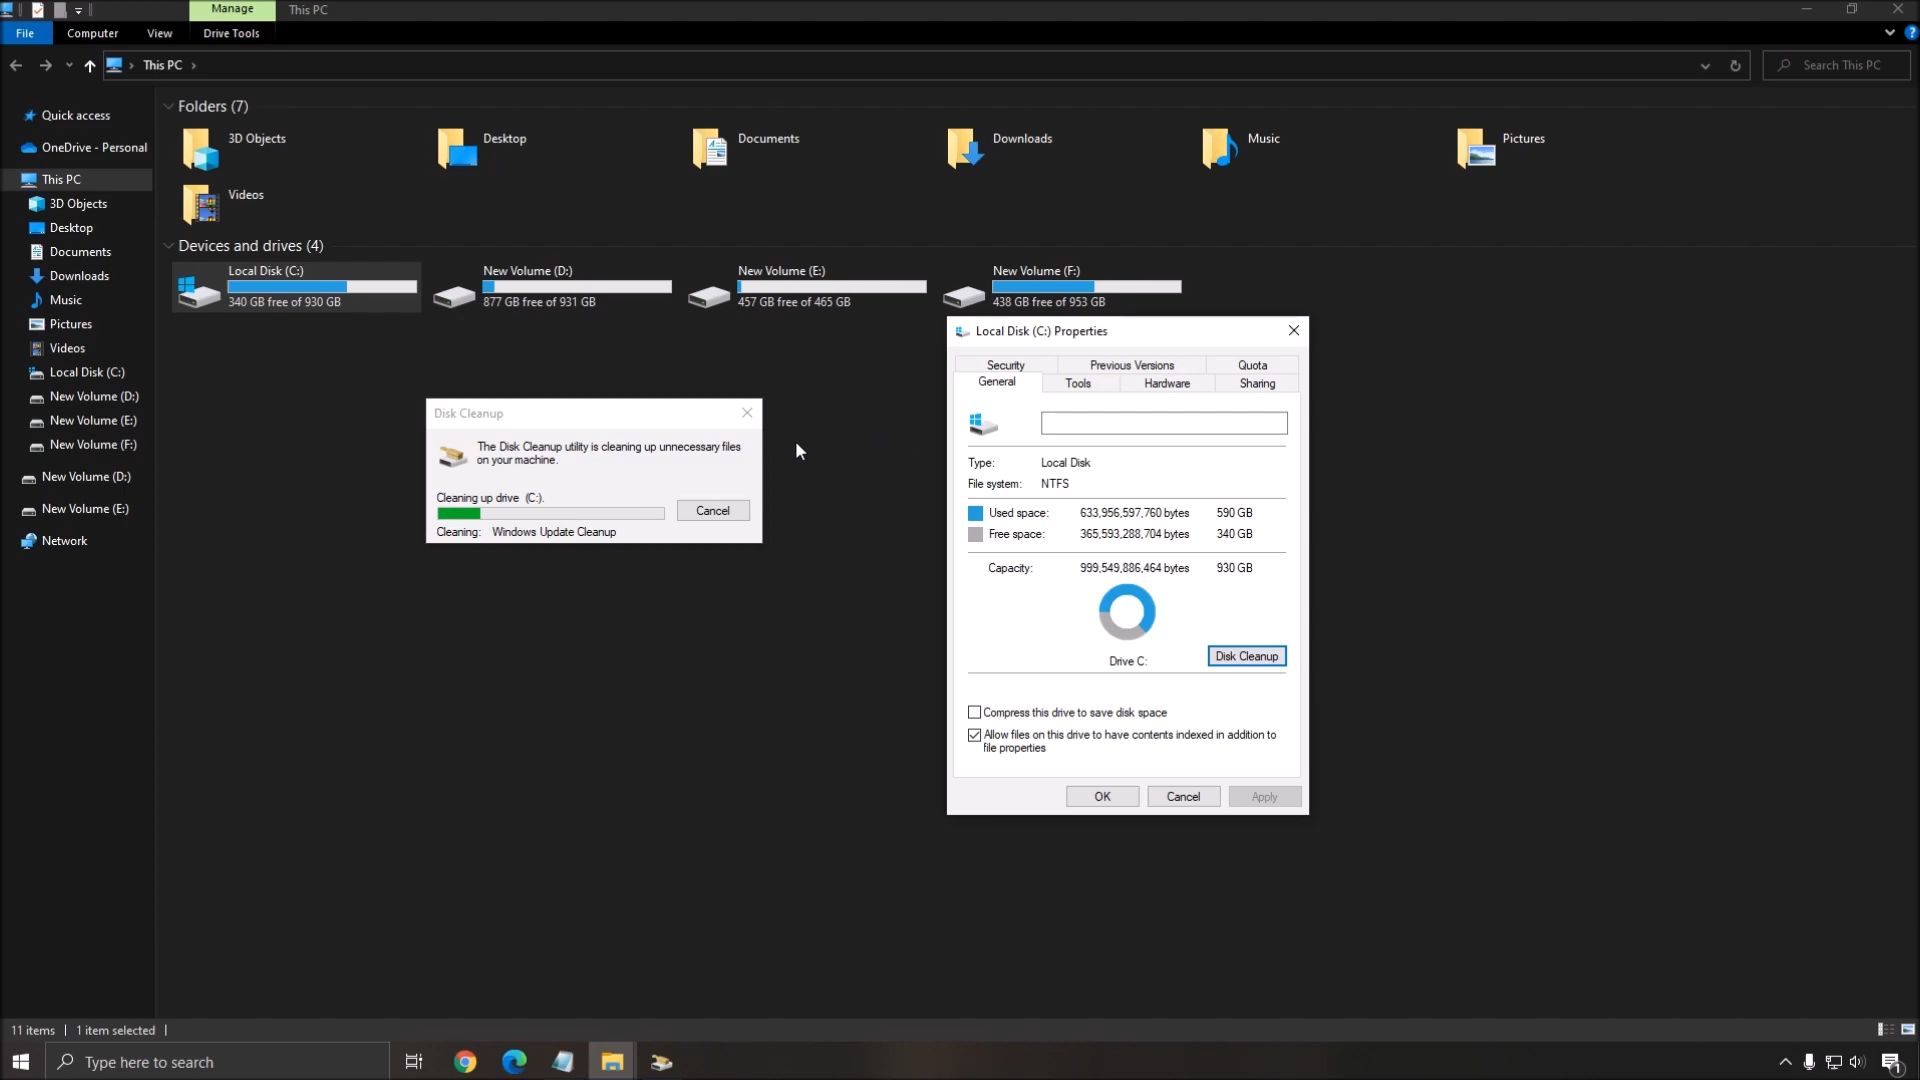 Manage
This PC
File
Computer
View
Drive Tools
This PC
Search This PC
Quick access
OneDrive - Personal
This PC
3D Objects
Desktop
Documents
Downloads
Music
Pictures
Videos
Local Disk (C:)
New Volume (D:)
New Volume (E:)
New Volume (F:)
New Volume (D:)
New Volume (E:)
Network
Folders (7)
3D Objects
Desktop
Documents
Downloads
Music
Pictures
Videos
Devices and drives (4)
Local Disk (C:)
340 GB free of 930 GB
New Volume (D:)
877 GB free of 931 GB
New Volume (E:)
457 GB free of 465 GB
New Volume (F:)
438 GB free of 953 GB
Disk Cleanup
The Disk Cleanup utility is cleaning up unnecessary files
on your machine.
Cleaning up drive (C:).
Cancel
Cleaning: Windows Update Cleanup
Local Disk (C:) Properties
Security
Previous Versions
Quota
General
Tools
Hardware
Sharing
Type: Local Disk
File system: NTFS
Used space: 633,956,597,760 bytes 590 GB
Free space: 365,593,288,704 bytes 340 GB
Capacity: 999,549,886,464 bytes 930 GB
Drive C:
Disk Cleanup
Compress this drive to save disk space
Allow files on this drive to have contents indexed in addition to
file properties
OK
Cancel
Apply
11 items
1 item selected
Type here to search
1